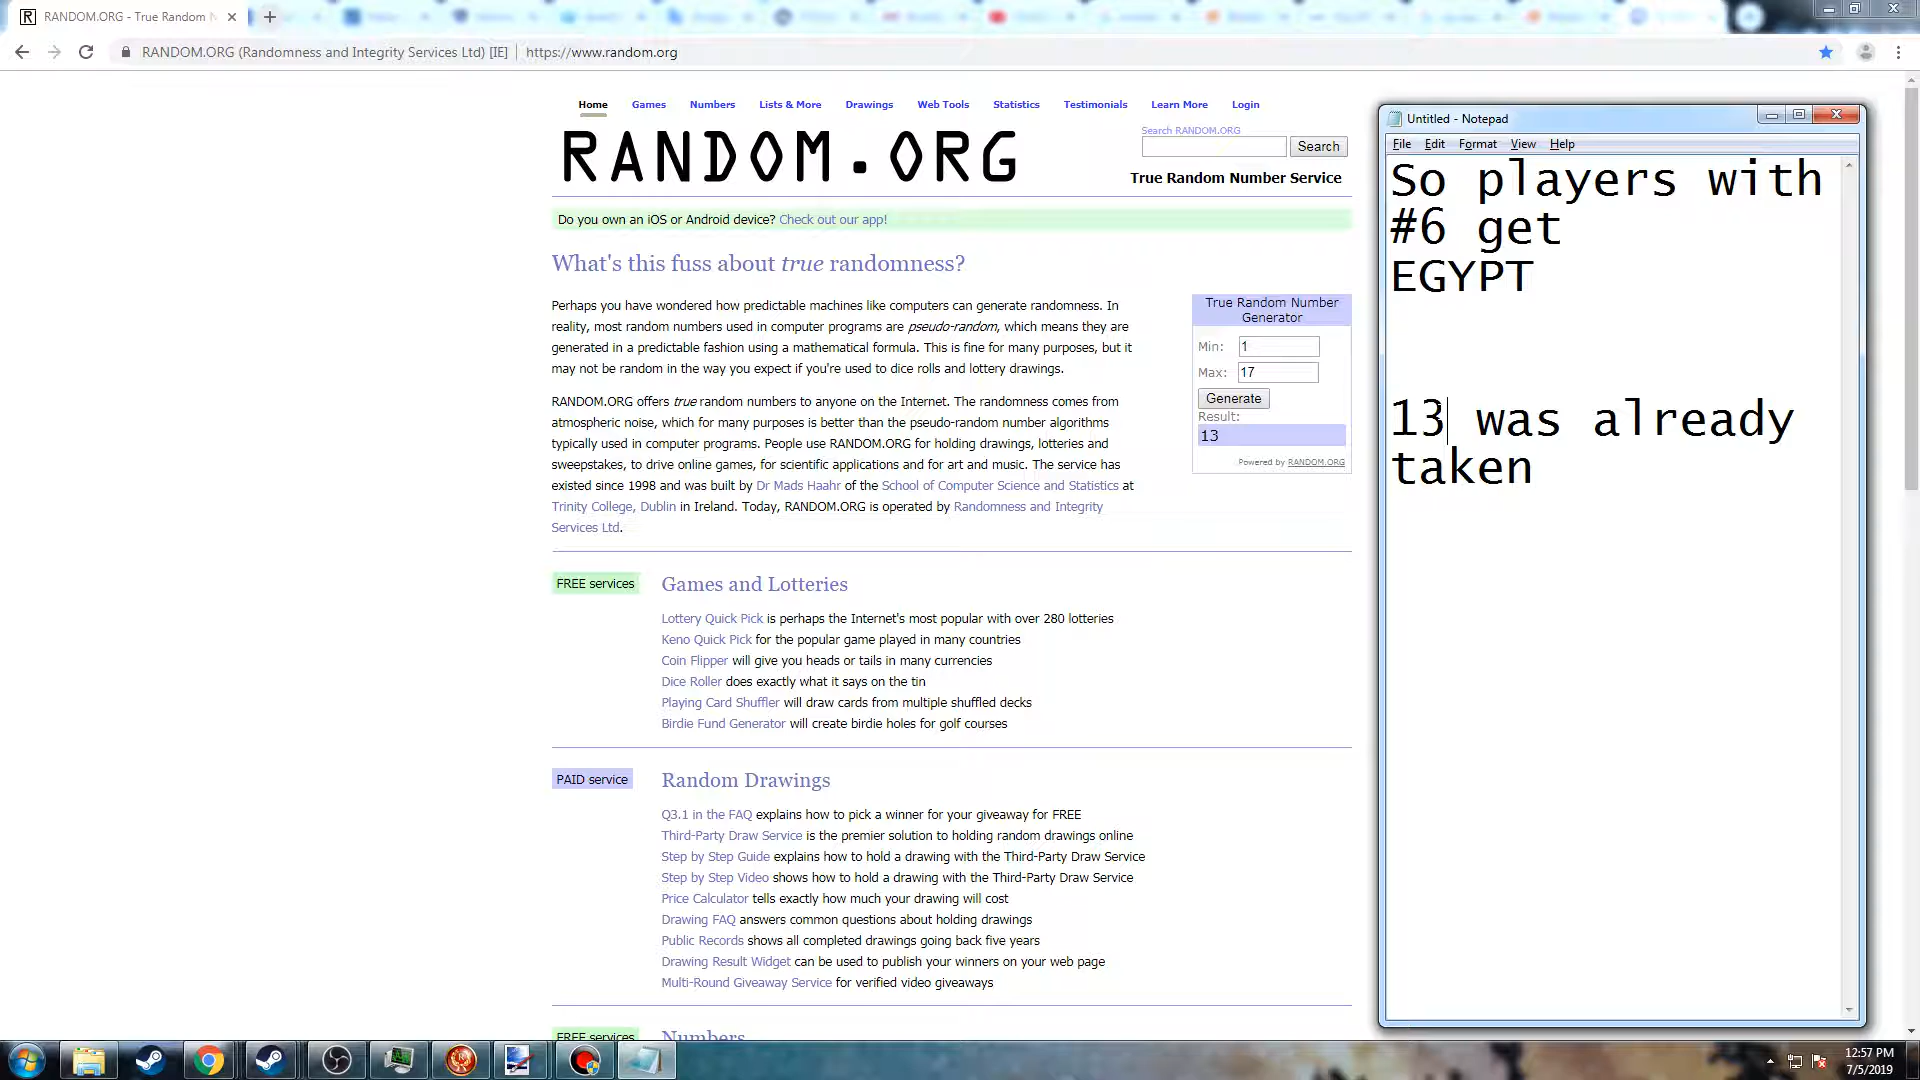 RANDOM.ORG - True Random N
RANDOM.ORG (Randomness and Integrity Services Ltd) [IE] | https://www.random.org
Home Games Numbers Lists & More Drawings Web Tools Statistics Testimonials Learn More Login
RANDOM.ORG
Search RANDOM.ORG
Search
True Random Number Service
Do you own an iOS or Android device? Check out our app!
What's this fuss about true randomness?
Perhaps you have wondered how predictable machines like computers can generate randomness. In
reality, most random numbers used in computer programs are pseudo-random, which means they are
generated in a predictable fashion using a mathematical formula. This is fine for many purposes, but it
may not be random in the way you expect if you're used to dice rolls and lottery drawings.
RANDOM.ORG offers true random numbers to anyone on the Internet. The randomness comes from
atmospheric noise, which for many purposes is better than the pseudo-random number algorithms
typically used in computer programs. People use RANDOM.ORG for holding drawings, lotteries and
sweepstakes, to drive online games, for scientific applications and for art and music. The service has
existed since 1998 and was built by Dr Mads Haahr of the School of Computer Science and Statistics at
Trinity College, Dublin in Ireland. Today, RANDOM.ORG is operated by Randomness and Integrity
Services Ltd.
True Random Number
Generator
Min: 1
Max: 17
Generate
Result:
13
Powered by RANDOM.ORG
FREE services
Games and Lotteries
Lottery Quick Pick is perhaps the Internet's most popular with over 280 lotteries
Keno Quick Pick for the popular game played in many countries
Coin Flipper will give you heads or tails in many currencies
Dice Roller does exactly what it says on the tin
Playing Card Shuffler will draw cards from multiple shuffled decks
Birdie Fund Generator will create birdie holes for golf courses
PAID service
Random Drawings
Q3.1 in the FAQ explains how to pick a winner for your giveaway for FREE
Third-Party Draw Service is the premier solution to holding random drawings online
Step by Step Guide explains how to hold a drawing with the Third-Party Draw Service
Step by Step Video shows how to hold a drawing with the Third-Party Draw Service
Price Calculator tells exactly how much your drawing will cost
Drawing FAQ answers common questions about holding drawings
Public Records shows all completed drawings going back five years
Drawing Result Widget can be used to publish your winners on your web page
Multi-Round Giveaway Service for verified video giveaways
FREE services
Numbers
Untitled - Notepad
File Edit Format View Help
So players with
#6 get
EGYPT
13 was already
taken
12:57 PM
7/5/2019